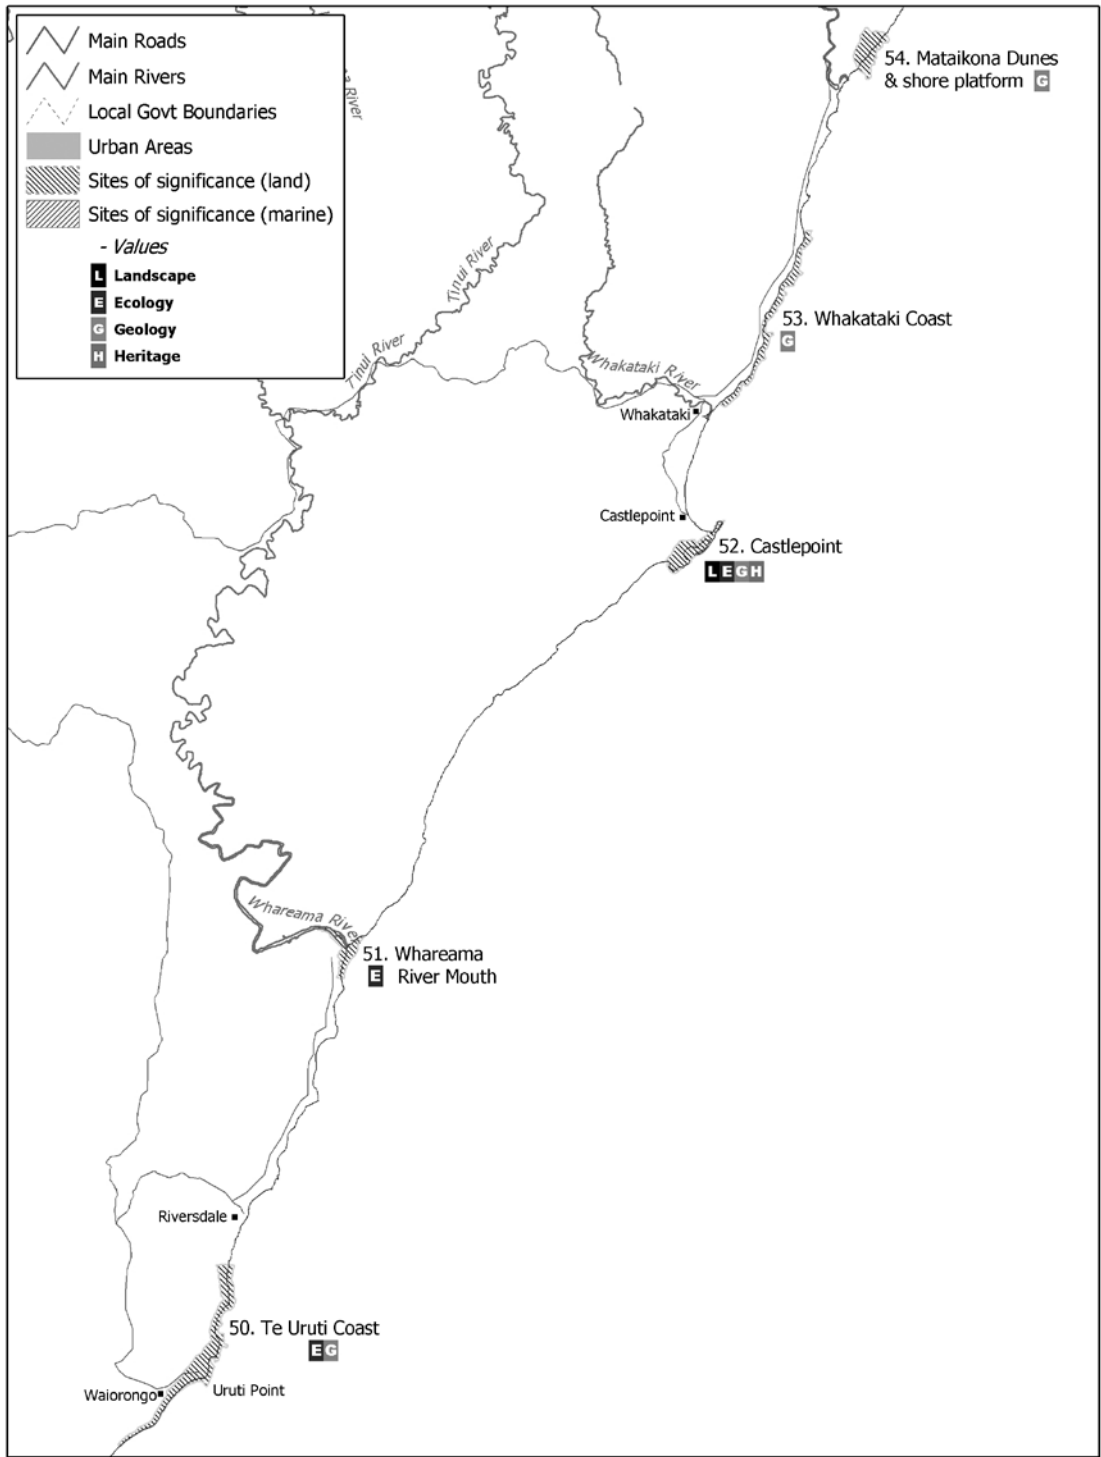 Main Roads
Main Rivers
Local Govt Boundaries
Urban Areas
Sites of significance (land)
Sites of significance (marine)
- Values
L Landscape
E Ecology
G Geology
H Heritage
River
54. Mataikona Dunes
& shore platform G
Tinui River
Tinui River
53. Whakataki Coast
G
Whakataki River
Whakataki
Castlepoint
52. Castlepoint
L E G H
Whareama River
51. Whareama
E River Mouth
Riversdale
50. Te Uruti Coast
E G
Uruti Point
Waiorongo